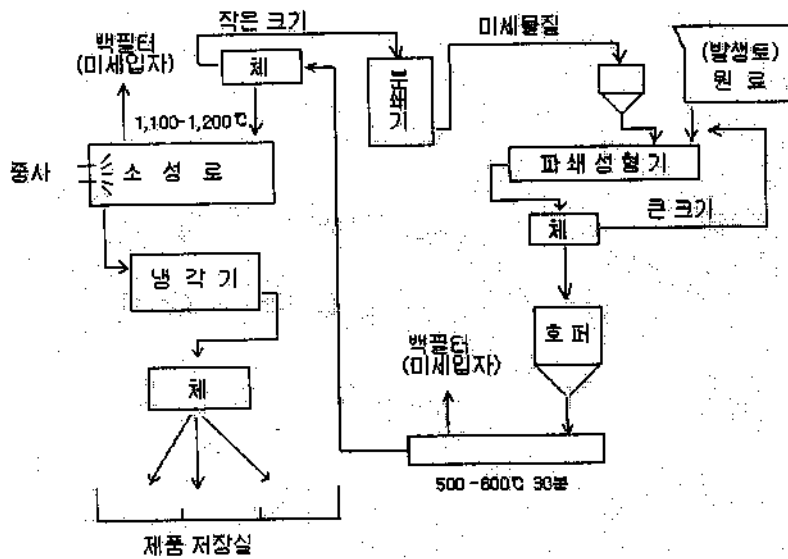 작은 크기
백필터
(미세입자)
체
분쇄기
미세물질
(발생토)
원 료
1,100-1,200℃
중사
소 성 로
파쇄성형기
큰 크기
체
냉 각 기
호 퍼
백필터
(미세입자)
체
500-600℃ 30분
제품 저장실